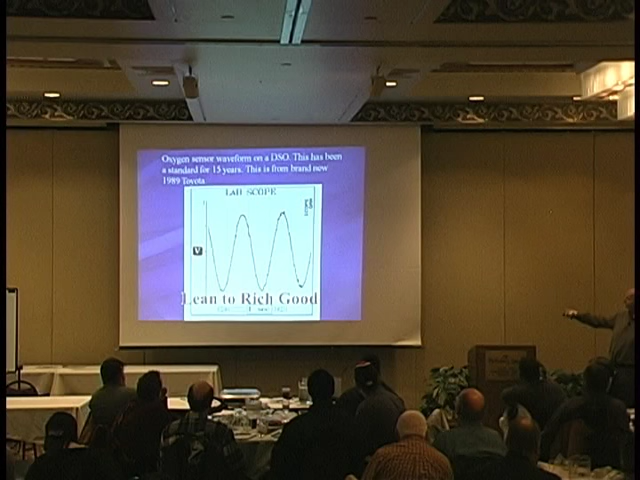 Oxygen sensor waveform on a DSO. This has been
a standard for 15 years. This is from brand new
1989 Toyota
LAB SCOPE
V
Lean to Rich Good